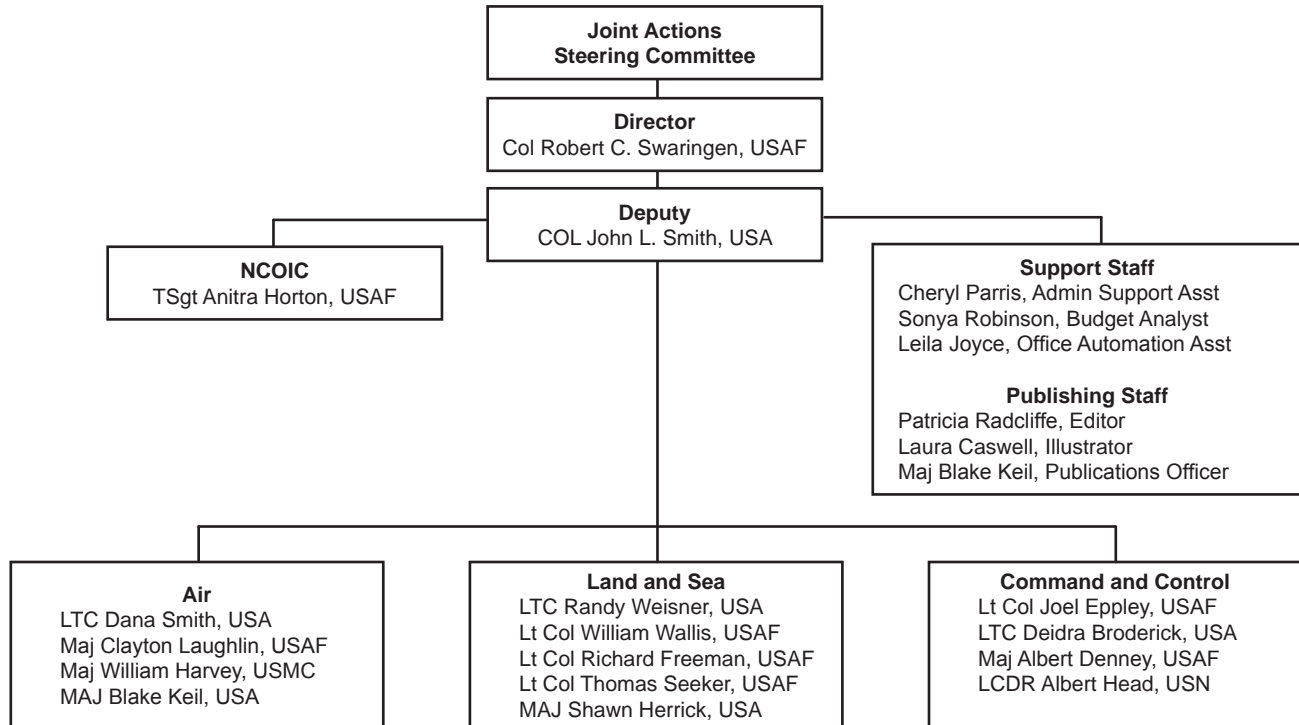 Joint Actions
Steering Committee
Director
Col Robert C. Swaringen, USAF
Deputy
COL John L. Smith, USA
NCOIC
TSgt Anitra Horton, USAF
Support Staff
Cheryl Parris, Admin Support Asst
Sonya Robinson, Budget Analyst
Leila Joyce, Office Automation Asst
Publishing Staff
Patricia Radcliffe, Editor
Laura Caswell, Illustrator
Maj Blake Keil, Publications Officer
Air
LTC Dana Smith, USA
Maj Clayton Laughlin, USAF
Maj William Harvey, USMC
MAJ Blake Keil, USA
Land and Sea
LTC Randy Weisner, USA
Lt Col William Wallis, USAF
Lt Col Richard Freeman, USAF
Lt Col Thomas Seeker, USAF
MAJ Shawn Herrick, USA
Command and Control
Lt Col Joel Eppley, USAF
LTC Deidra Broderick, USA
Maj Albert Denney, USAF
LCDR Albert Head, USN